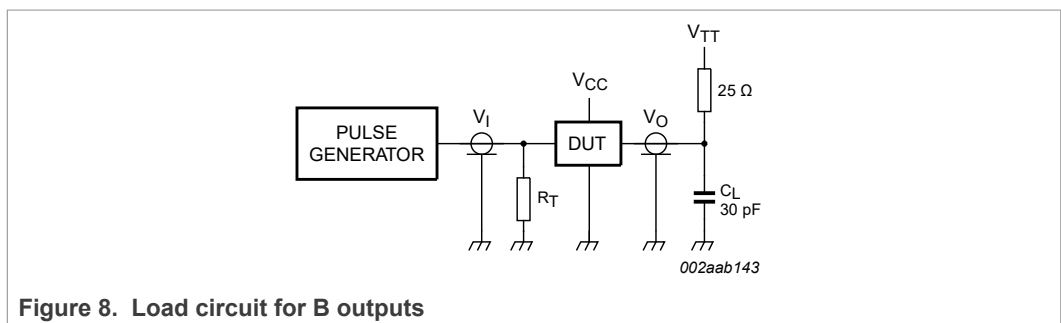 V_TT
25 Ω
V_CC
V_I
V_O
PULSE
GENERATOR
DUT
R_T
C_L
30 pF
002aab143
Figure 8. Load circuit for B outputs